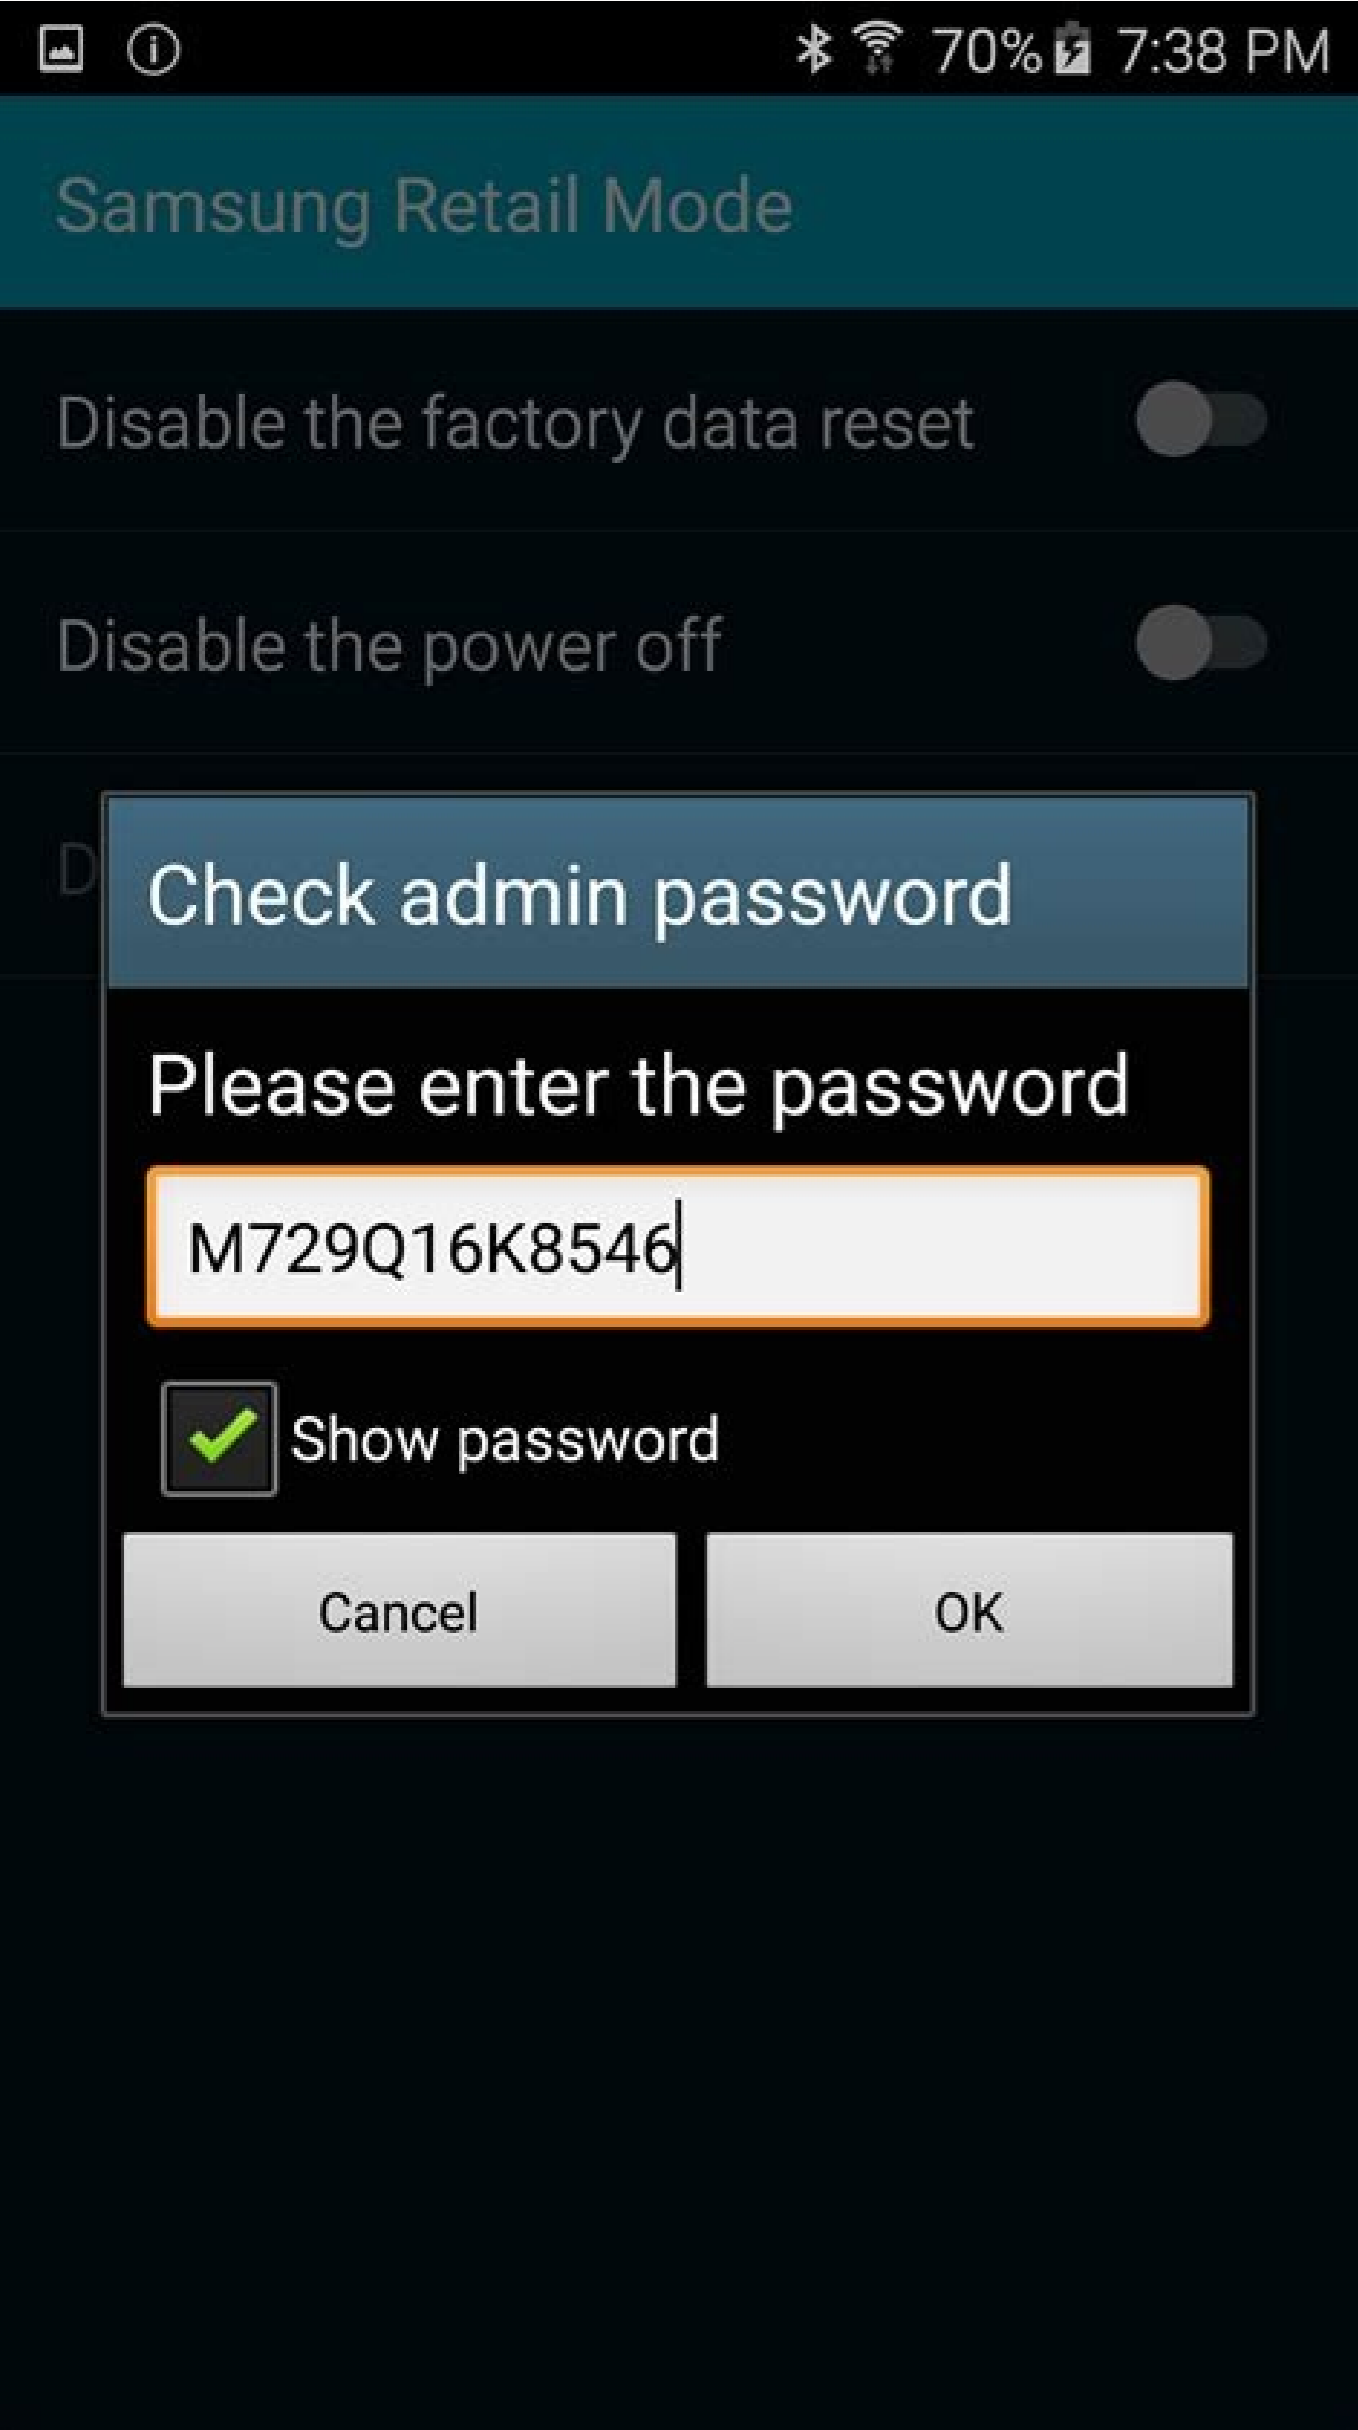 70% 7:38 PM
Samsung Retail Mode
Disable the factory data reset
Disable the power off
D
Check admin password
Please enter the password
M729Q16K8546
Show password
Cancel OK